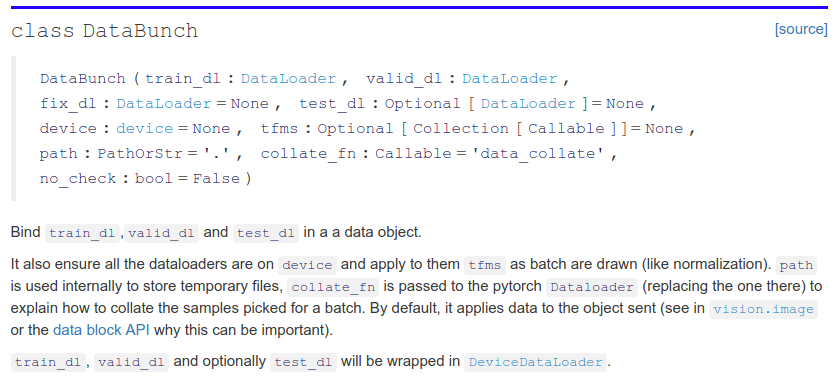 class DataBunch [source]
DataBunch ( train_dl : DataLoader , valid_dl : DataLoader ,
fix_dl : DataLoader = None , test_dl : Optional [ DataLoader ]= None ,
device : device = None , tfms : Optional [ Collection [ Callable ]]= None ,
path : PathOrStr = '.' , collate_fn : Callable = 'data_collate' ,
no_check : bool = False )
Bind train_dl , valid_dl and test_dl in a a data object.
It also ensure all the dataloaders are on device and apply to them tfms as batch are drawn (like normalization). path
is used internally to store temporary files, collate_fn is passed to the pytorch Dataloader (replacing the one there) to
explain how to collate the samples picked for a batch. By default, it applies data to the object sent (see in vision.image
or the data block API why this can be important).
train_dl , valid_dl and optionally test_dl will be wrapped in DeviceDataLoader .